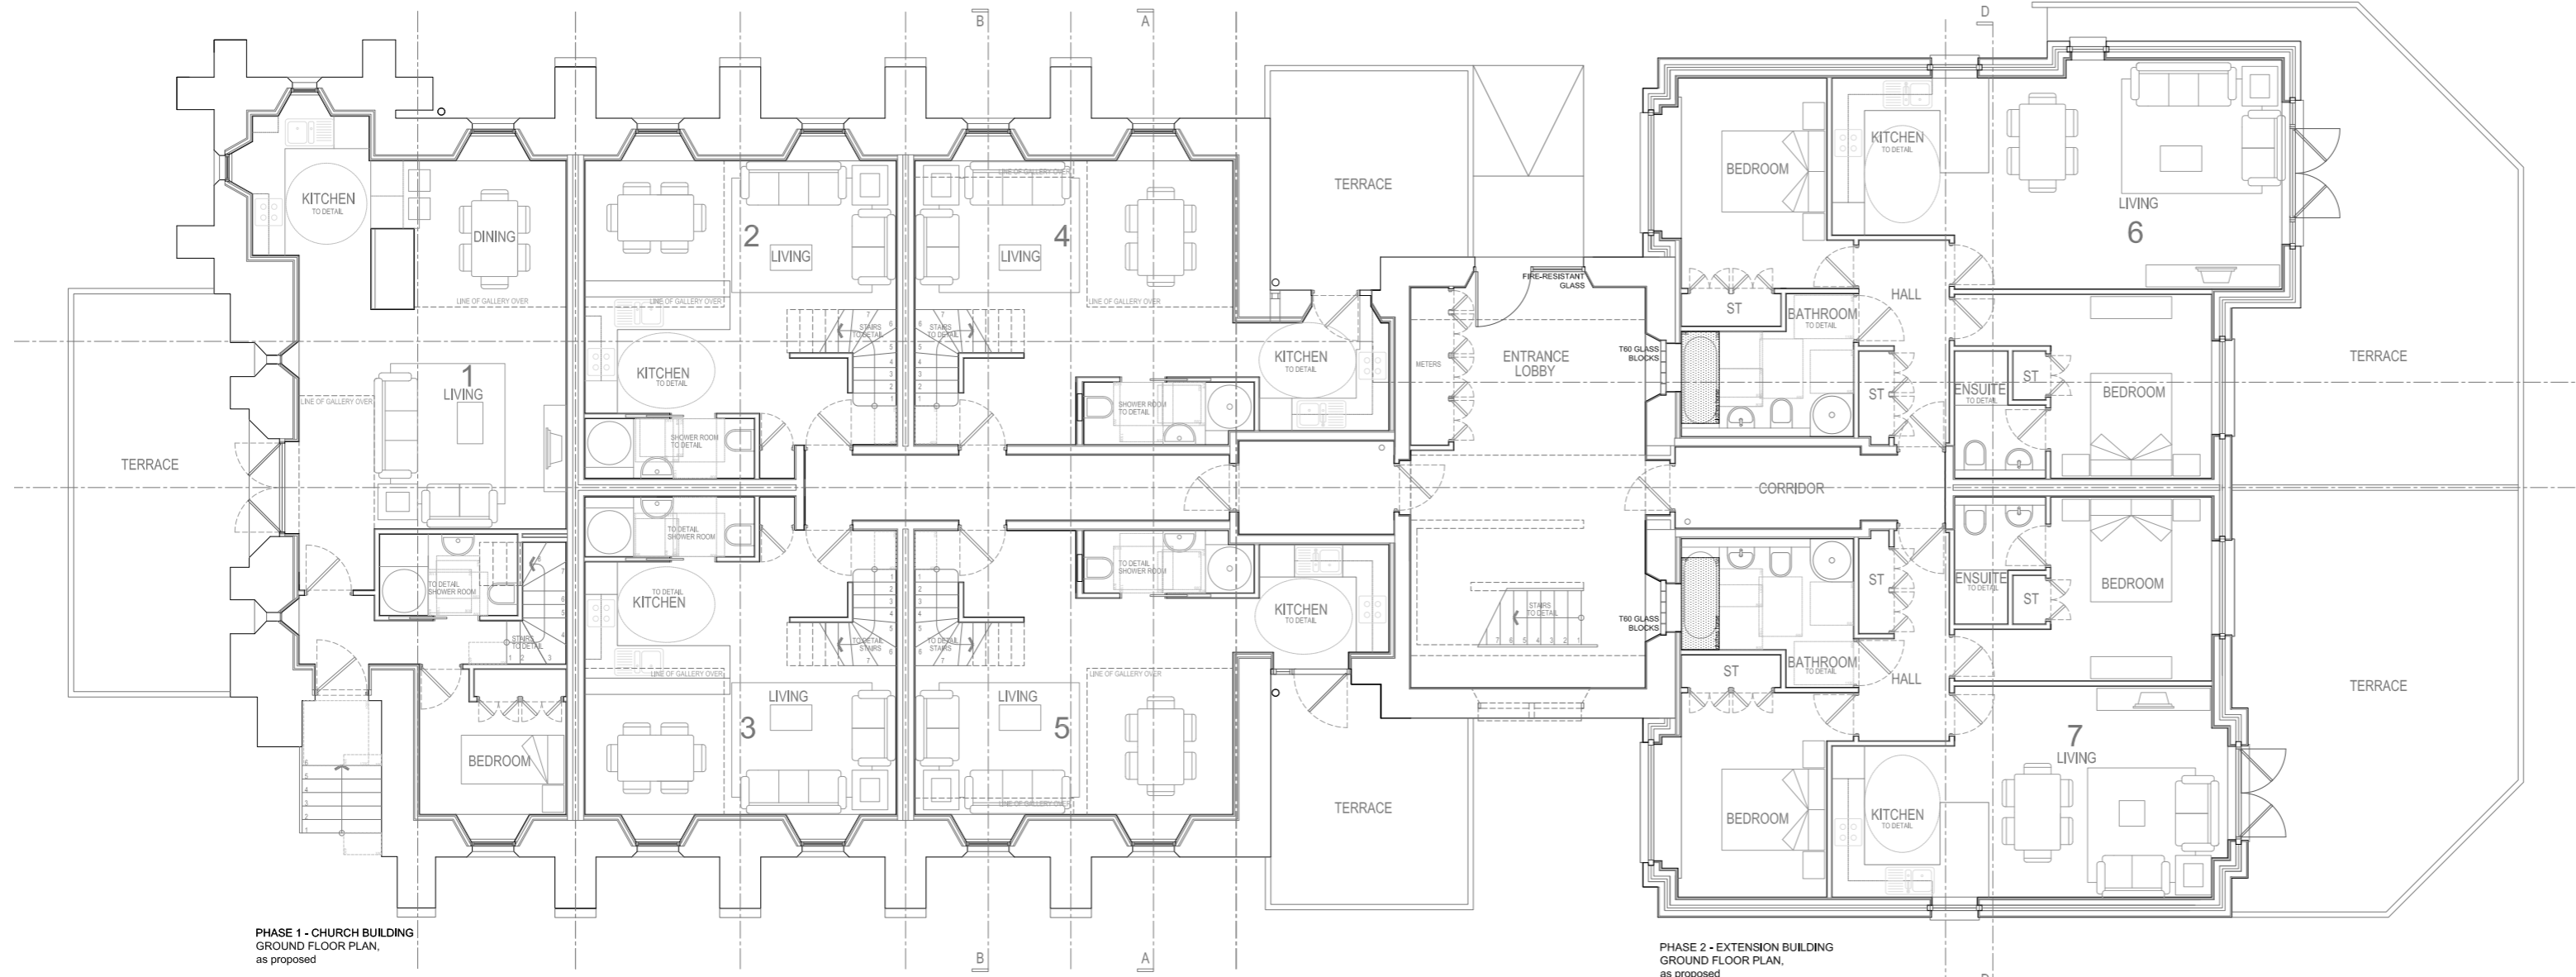 B
A
D
KITCHEN
TO DETAIL
DINING
LINE OF GALLERY OVER
1
LIVING
LINE OF GALLERY OVER
TERRACE
TO DETAIL
SHOWER ROOM
STAIRS
TO DETAIL
BEDROOM
2
LIVING
LINE OF GALLERY OVER
STAIRS
TO DETAIL
KITCHEN
TO DETAIL
SHOWER ROOM
TO DETAIL
4
LIVING
LINE OF GALLERY OVER
LINE OF GALLERY OVER
STAIRS
TO DETAIL
SHOWER ROOM
TO DETAIL
KITCHEN
TO DETAIL
TO DETAIL
SHOWER ROOM
TO DETAIL
KITCHEN
TO DETAIL
STAIRS
LINE OF GALLERY OVER
LIVING
3
TO DETAIL
SHOWER ROOM
TO DETAIL
STAIRS
LINE OF GALLERY OVER
LIVING
5
LINE OF GALLERY OVER
KITCHEN
TO DETAIL
TERRACE
TERRACE
FIRE-RESISTANT
GLASS
METERS
ENTRANCE
LOBBY
T60 GLASS
BLOCKS
T60 GLASS
BLOCKS
STAIRS
TO DETAIL
7 6 5 4 3 2 1
CORRIDOR
BEDROOM
KITCHEN
TO DETAIL
LIVING
6
HALL
ST
BATHROOM
TO DETAIL
ST
ENSUITE
TO DETAIL
ST
BEDROOM
TERRACE
ST
ENSUITE
TO DETAIL
ST
BEDROOM
ST
BATHROOM
TO DETAIL
HALL
TERRACE
BEDROOM
KITCHEN
TO DETAIL
7
LIVING
B
A
PHASE 1 - CHURCH BUILDING
GROUND FLOOR PLAN,
as proposed
PHASE 2 - EXTENSION BUILDING
GROUND FLOOR PLAN,
as proposed